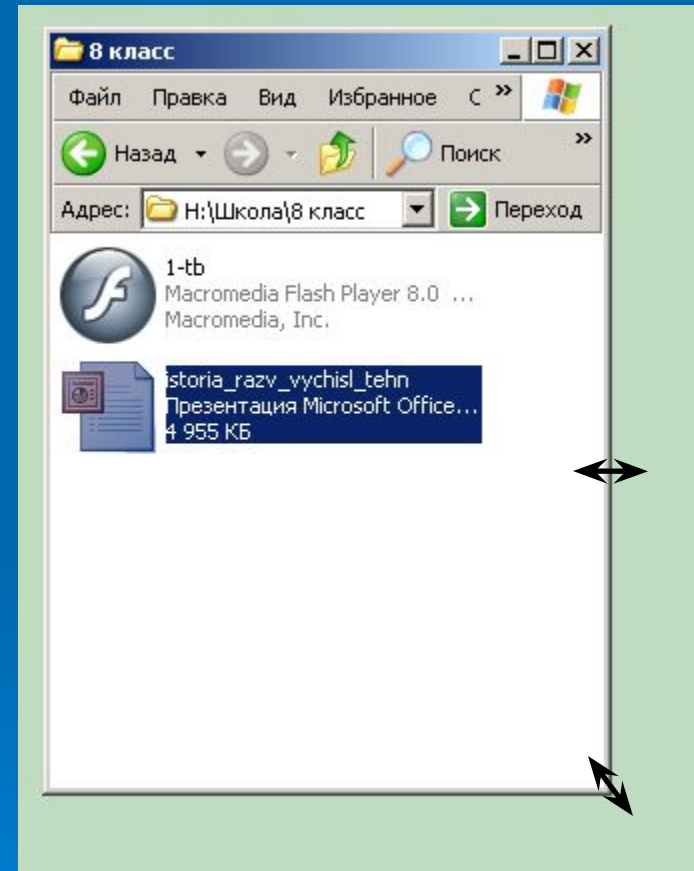 8 класс
Файл Правка Вид Избранное С »
Назад Поиск »
Адрес: H:\Школа\8 класс Переход
1-tb
Macromedia Flash Player 8.0 ...
Macromedia, Inc.
istoria_razv_vychisl_tehn
Презентация Microsoft Office...
4 955 КБ